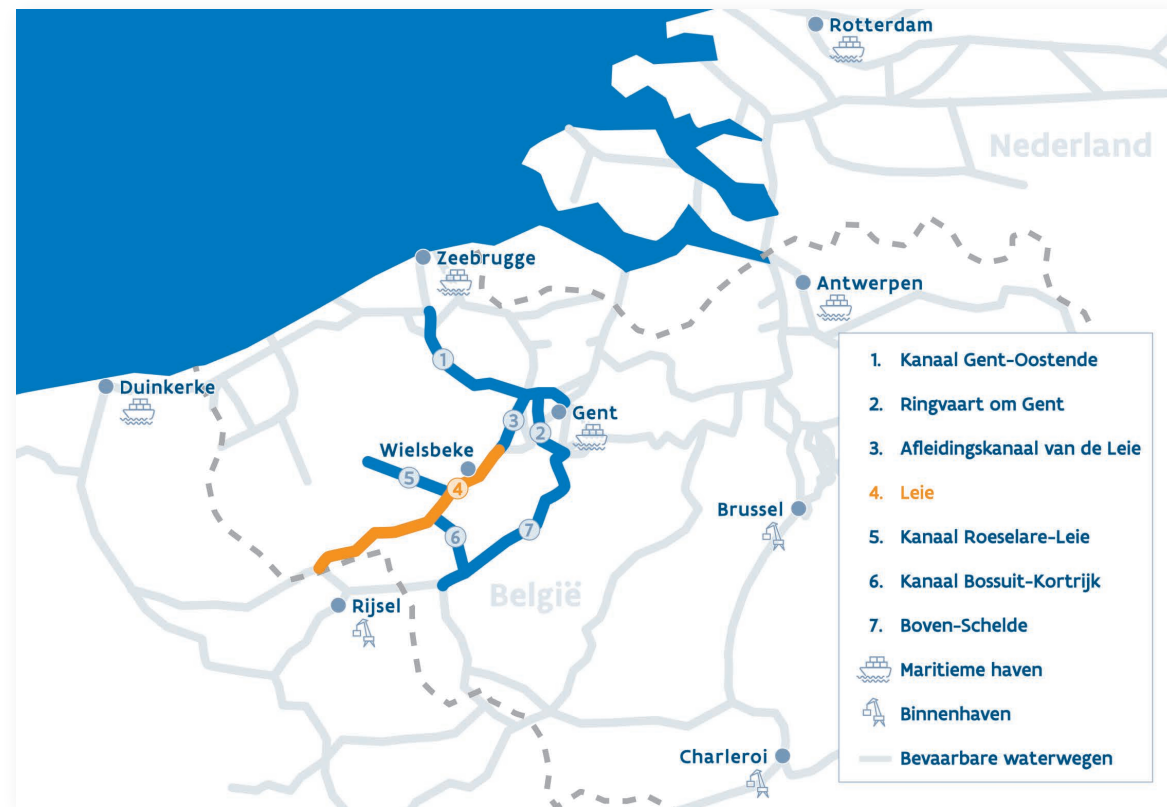 Rotterdam
Nederland
Zeebrugge
Antwerpen
Duinkerke
Gent
Wielsbeke
Brussel
België
Rijsel
Charleroi
1
2
3
4
5
6
7
1. Kanaal Gent-Oostende
2. Ringvaart om Gent
3. Afleidingskanaal van de Leie
4. Leie
5. Kanaal Roeselare-Leie
6. Kanaal Bossuit-Kortrijk
7. Boven-Schelde
Maritieme haven
Binnenhaven
Bevaarbare waterwegen